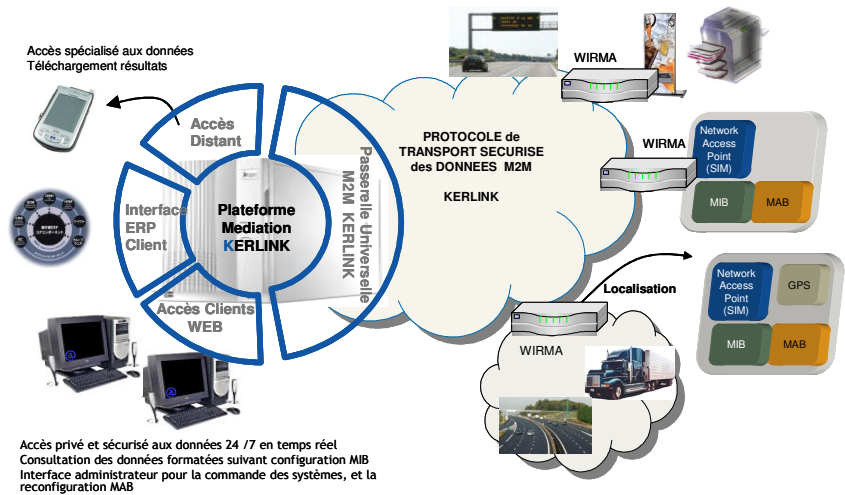 Accès spécialisé aux données
Téléchargement résultats
Accès
Distant
Interface
ERP
Client
Plateforme
Mediation
KERLINK
Accès Clients
WEB
Passerelle Universelle
M2M KERLINK
PROTOCOLE de
TRANSPORT SECURISE
des DONNEES M2M
KERLINK
WIRMA
WIRMA
Network
Access
Point
(SIM)
MIB
MAB
Localisation
Network
Access
Point
(SIM)
GPS
MIB
MAB
WIRMA
@
@
Accès privé et sécurisé aux données 24 /7 en temps réel
Consultation des données formatées suivant configuration MIB
Interface administrateur pour la commande des systèmes, et la
reconfiguration MAB